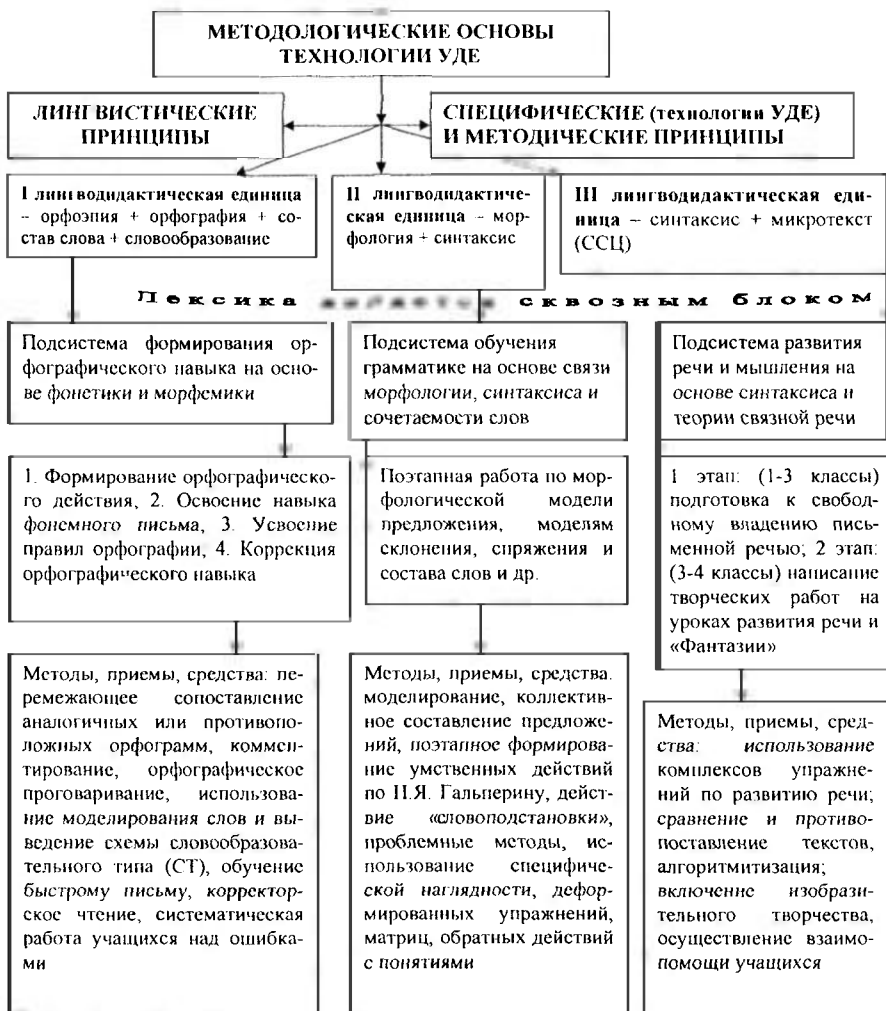 МЕТОДОЛОГИЧЕСКИЕ ОСНОВЫ
ТЕХНОЛОГИИ УДЕ
ЛИНГВИСТИЧЕСКИЕ
ПРИНЦИПЫ
СПЕЦИФИЧЕСКИЕ (технологии УДЕ)
И МЕТОДИЧЕСКИЕ ПРИНЦИПЫ
I лингводидактическая единица
– орфоэпия + орфография + со-
став слова + словообразование
II лингводидактиче-
ская единица – мор-
фология + синтаксис
III лингводидактическая еди-
ница – синтаксис + микротекст
(ССЦ)
Лексика является сквозным блоком
Подсистема формирования ор-
фографического навыка на осно-
ве фонетики и морфемики
Подсистема обучения
грамматике на основе связи
морфологии, синтаксиса и
сочетаемости слов
Подсистема развития
речи и мышления на
основе синтаксиса и
теории связной речи
1. Формирование орфографическо-
го действия, 2. Освоение навыка
фонемного письма, 3. Усвоение
правил орфографии, 4. Коррекция
орфографического навыка
Поэтапная работа по мор-
фологической модели
предложения, моделям
склонения, спряжения и
состава слов и др.
1 этап: (1-3 классы)
подготовка к свобод-
ному владению пись-
менной речью; 2 этап:
(3-4 классы) написание
творческих работ на
уроках развития речи и
«Фантазии»
Методы, приемы, средства: пе-
ремежающее сопоставление
аналогичных или противопо-
ложных орфограмм, коммен-
тирование, орфографическое
проговаривание, использова-
ние моделирования слов и вы-
ведение схемы словообразова-
тельного типа (СТ), обучение
быстрому письму, корректор-
ское чтение, систематическая
работа учащихся над ошибка-
ми
Методы, приемы, средства.
моделирование, коллектив-
ное составление предложе-
ний, поэтапное формирова-
ние умственных действий
по П.Я. Гальперину, дейст-
вие «словоподстановки»,
проблемные методы, ис-
пользование специфиче-
ской наглядности, дефор-
мированных упражнений,
матриц, обратных действий
с понятиями
Методы, приемы, сред-
ства: использование
комплексов упражне-
ний по развитию речи;
сравнение и противо-
поставление текстов,
алгоритмитизация;
включение изобрази-
тельного творчества,
осуществление взаимо-
помощи учащихся